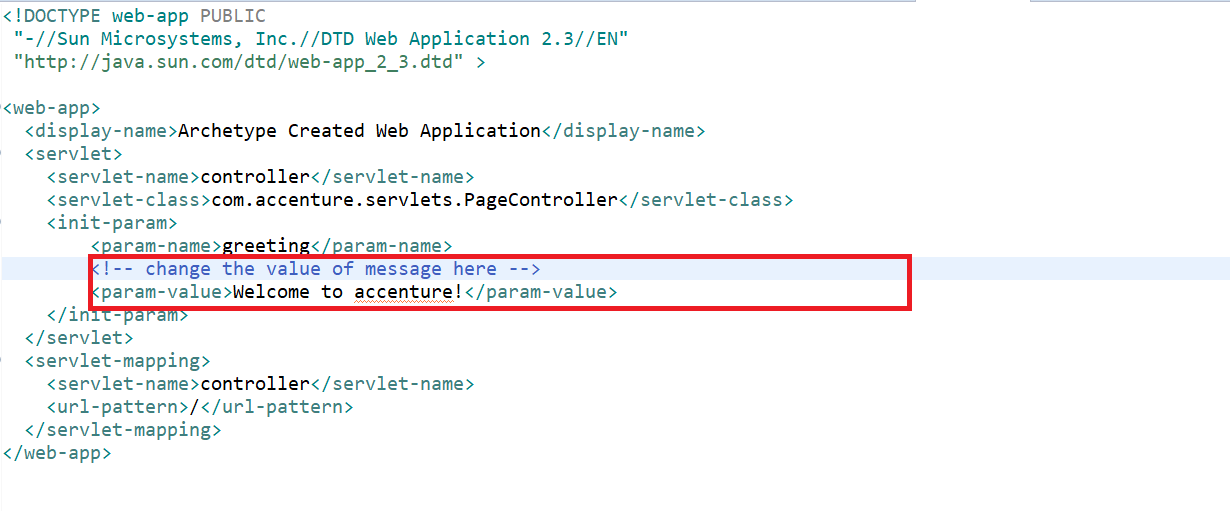 <!DOCTYPE web-app PUBLIC
"-//Sun Microsystems, Inc.//DTD Web Application 2.3//EN"
"http://java.sun.com/dtd/web-app_2_3.dtd" >
<web-app>
<display-name>Archetype Created Web Application</display-name>
<servlet>
<servlet-name>controller</servlet-name>
<servlet-class>com.accenture.servlets.PageController</servlet-class>
<init-param>
<param-name>greeting</param-name>
<!-- change the value of message here -->
<param-value>Welcome to accenture!</param-value>
</init-param>
</servlet>
<servlet-mapping>
<servlet-name>controller</servlet-name>
<url-pattern>/</url-pattern>
</servlet-mapping>
</web-app>